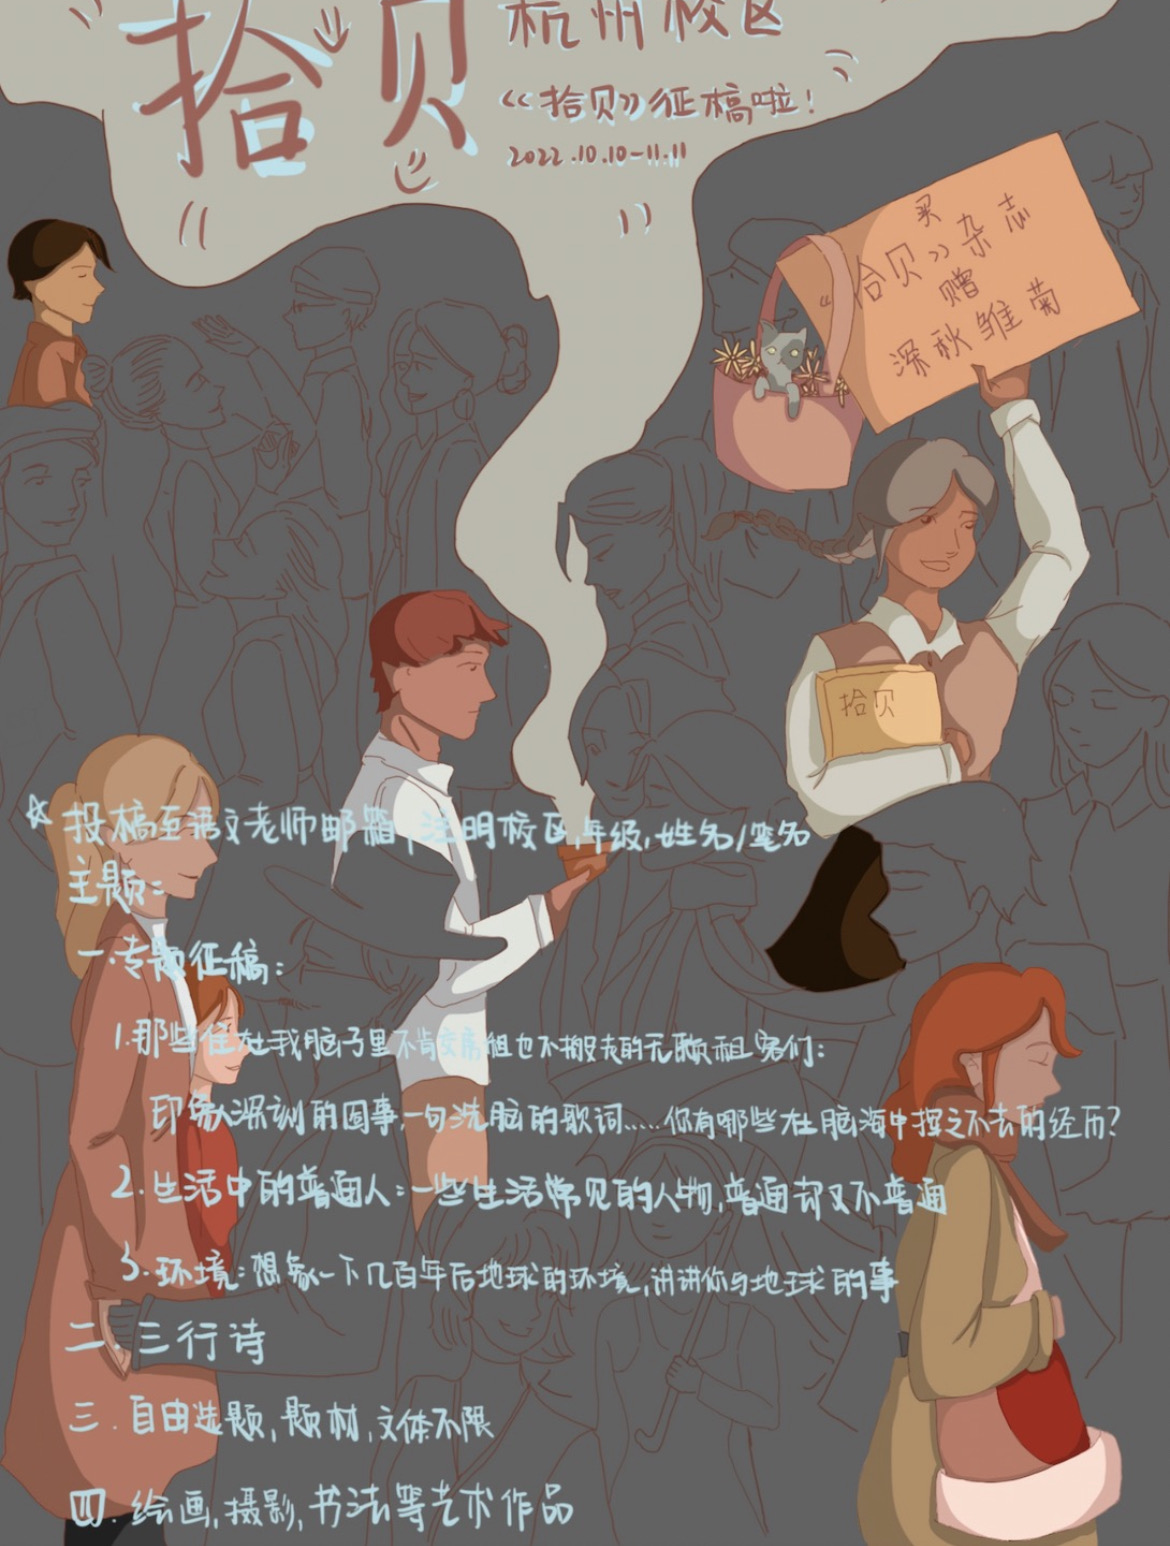 拾贝
杭州校区
《拾贝》征稿啦！
2022.10.10-11.11
买
《拾贝》杂志
赠
深秋雏菊
拾贝
☆ 投稿至语文老师邮箱，注明校区，年级，姓名/笔名
主题：
一.专题征稿：
1.那些住在我脑子里不肯交房租也不搬走的无赖租客们：
印象深刻的回事，一句洗脑的歌词……你有哪些在脑海中挥之不去的经历？
2.生活中的普通人：一些生活常见的人物，普通却又不普通
3.环境：想象一下几百年后地球的环境，讲讲你与地球的事
二.三行诗
三.自由选题，题材，文体不限
四.绘画，摄影，书法等艺术作品